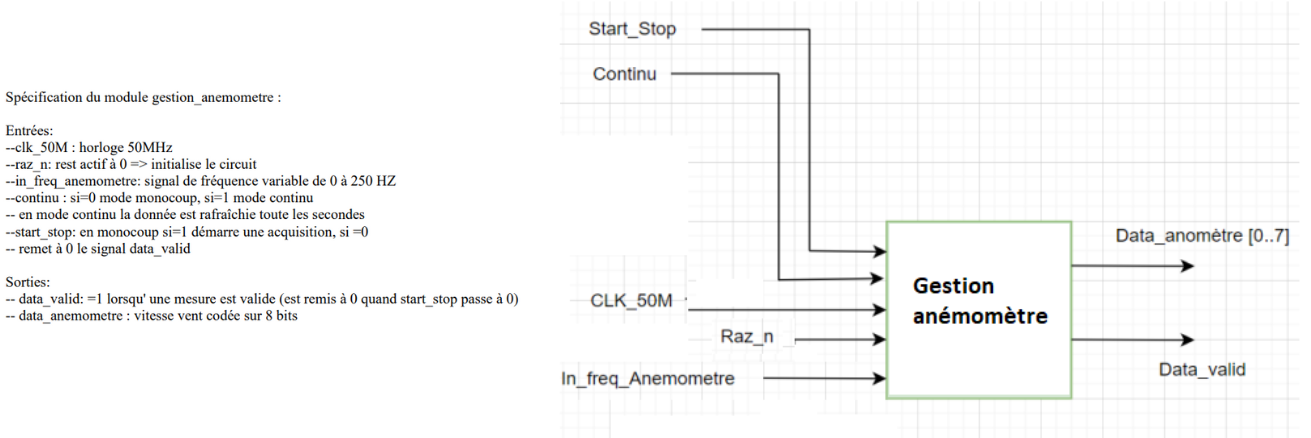 Spécification du module gestion_anemometre :
Entrées:
--clk_50M : horloge 50MHz
--raz_n: rest actif à 0 => initialise le circuit
--in_freq_anemometre: signal de fréquence variable de 0 à 250 HZ
--continu : si=0 mode monocoup, si=1 mode continu
-- en mode continu la donnée est rafraîchie toute les secondes
--start_stop: en monocoup si=1 démarre une acquisition, si =0
-- remet à 0 le signal data_valid
Sorties:
-- data_valid: =1 lorsqu' une mesure est valide (est remis à 0 quand start_stop passe à 0)
-- data_anemometre : vitesse vent codée sur 8 bits
Start_Stop
Continu
CLK_50M
Raz_n
In_freq_Anemometre
Gestion
anémomètre
Data_anomètre [0..7]
Data_valid